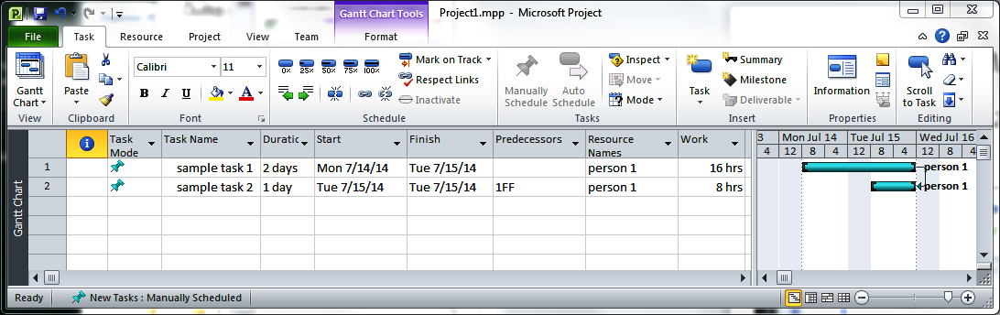 Gantt Chart Tools Project1.mpp - Microsoft Project
File Task Resource Project View Team Format
Calibri 11 0% 25% 50% 75% 100% Mark on Track Inspect Summary
Respect Links Move Milestone
Gantt Chart Paste B I U A Inactivate Manually Schedule Auto Schedule Mode Task Deliverable Information Scroll to Task
View Clipboard Font Schedule Tasks Insert Properties Editing
Task Mode Task Name Duratic Start Finish Predecessors Resource Names Work 3 Mon Jul 14 Tue Jul 15 Wed Jul 16
4 12 8 4 12 8 4 12 8 4
1 sample task 1 2 days Mon 7/14/14 Tue 7/15/14 person 1 16 hrs person 1
2 sample task 2 1 day Tue 7/15/14 Tue 7/15/14 1FF person 1 8 hrs person 1
Gantt Chart
Ready New Tasks : Manually Scheduled